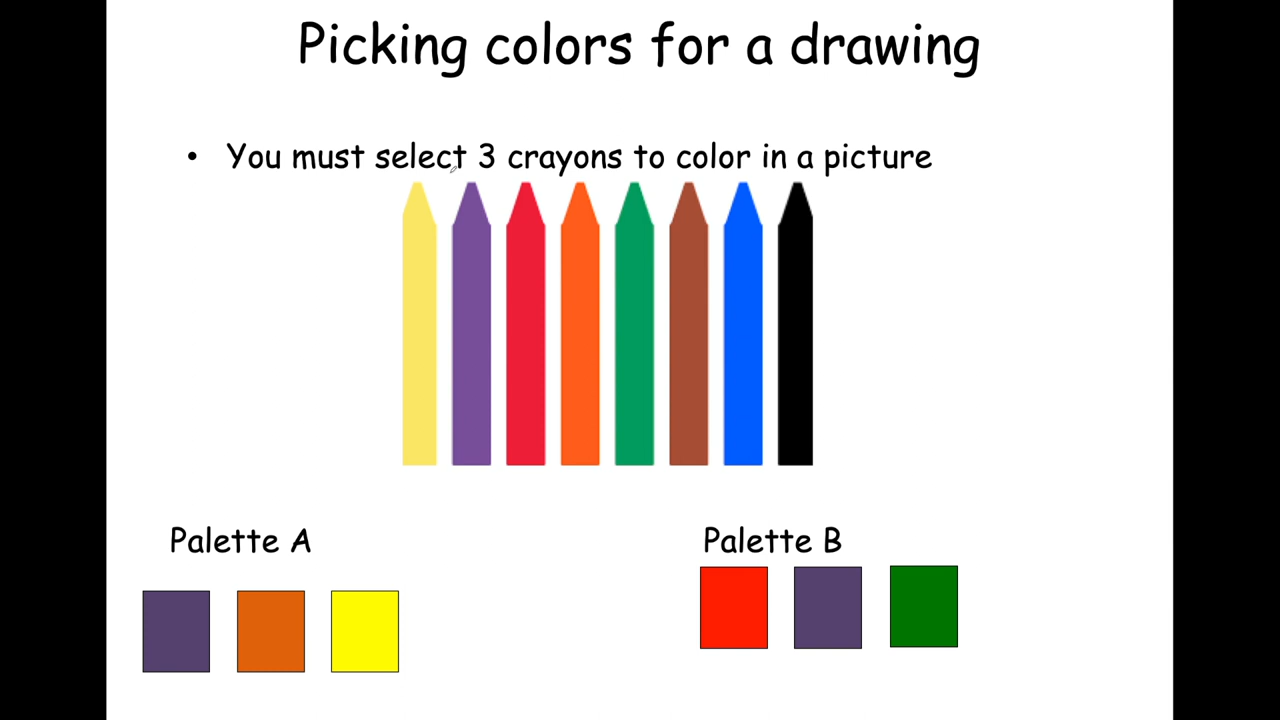 Picking colors for a drawing
• You must select 3 crayons to color in a picture
Palette A
Palette B